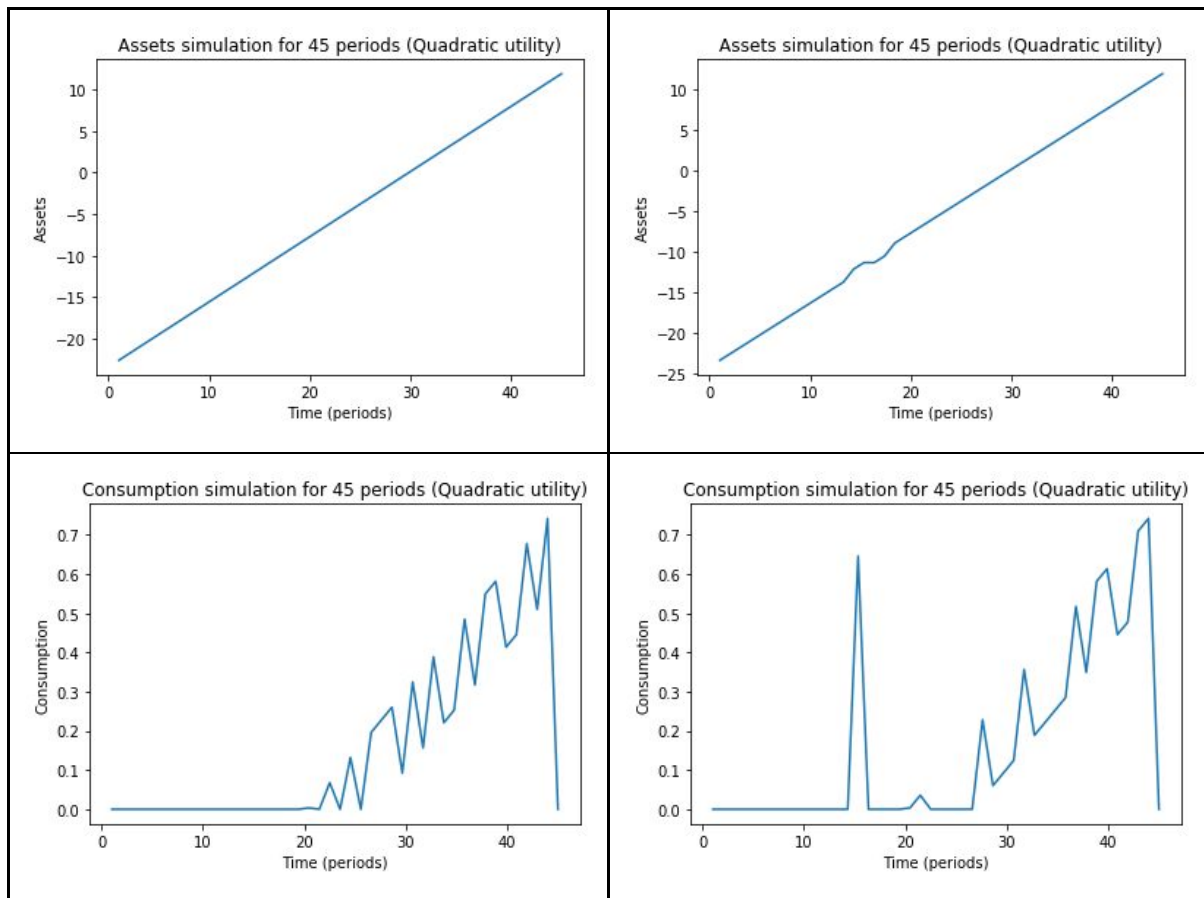 Assets simulation for 45 periods (Quadratic utility)
10
5
0
−5
−10
−15
−20
Assets
0 10 20 30 40
Time (periods)
Assets simulation for 45 periods (Quadratic utility)
10
5
0
−5
−10
−15
−20
−25
Assets
0 10 20 30 40
Time (periods)
Consumption simulation for 45 periods (Quadratic utility)
0.7
0.6
0.5
0.4
0.3
0.2
0.1
0.0
Consumption
0 10 20 30 40
Time (periods)
Consumption simulation for 45 periods (Quadratic utility)
0.7
0.6
0.5
0.4
0.3
0.2
0.1
0.0
Consumption
0 10 20 30 40
Time (periods)